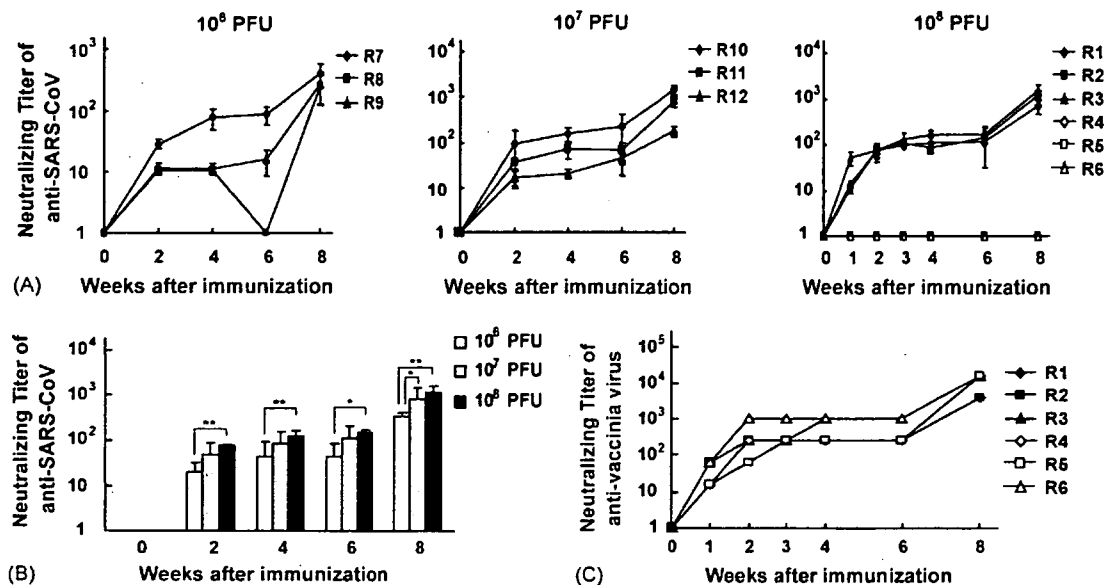 10⁶ PFU
Neutralizing Titer of
anti-SARS-CoV
10³
10²
10
1
0 2 4 6 8
Weeks after immunization
R7
R8
R9
10⁷ PFU
10⁴
10³
10²
10
1
0 2 4 6 8
Weeks after immunization
R10
R11
R12
10⁸ PFU
10⁴
10³
10²
10
1
0 1 2 3 4 6 8
Weeks after immunization
R1
R2
R3
R4
R5
R6
(A)
Neutralizing Titer of
anti-SARS-CoV
10⁴
10³
10²
10
1
0 2 4 6 8
Weeks after immunization
** ** * ** *
10⁶ PFU
10⁷ PFU
10⁸ PFU
(B)
Neutralizing Titer of
anti-vaccinia virus
10⁵
10⁴
10³
10²
10
1
0 1 2 3 4 6 8
Weeks after immunization
R1
R2
R3
R4
R5
R6
(C)